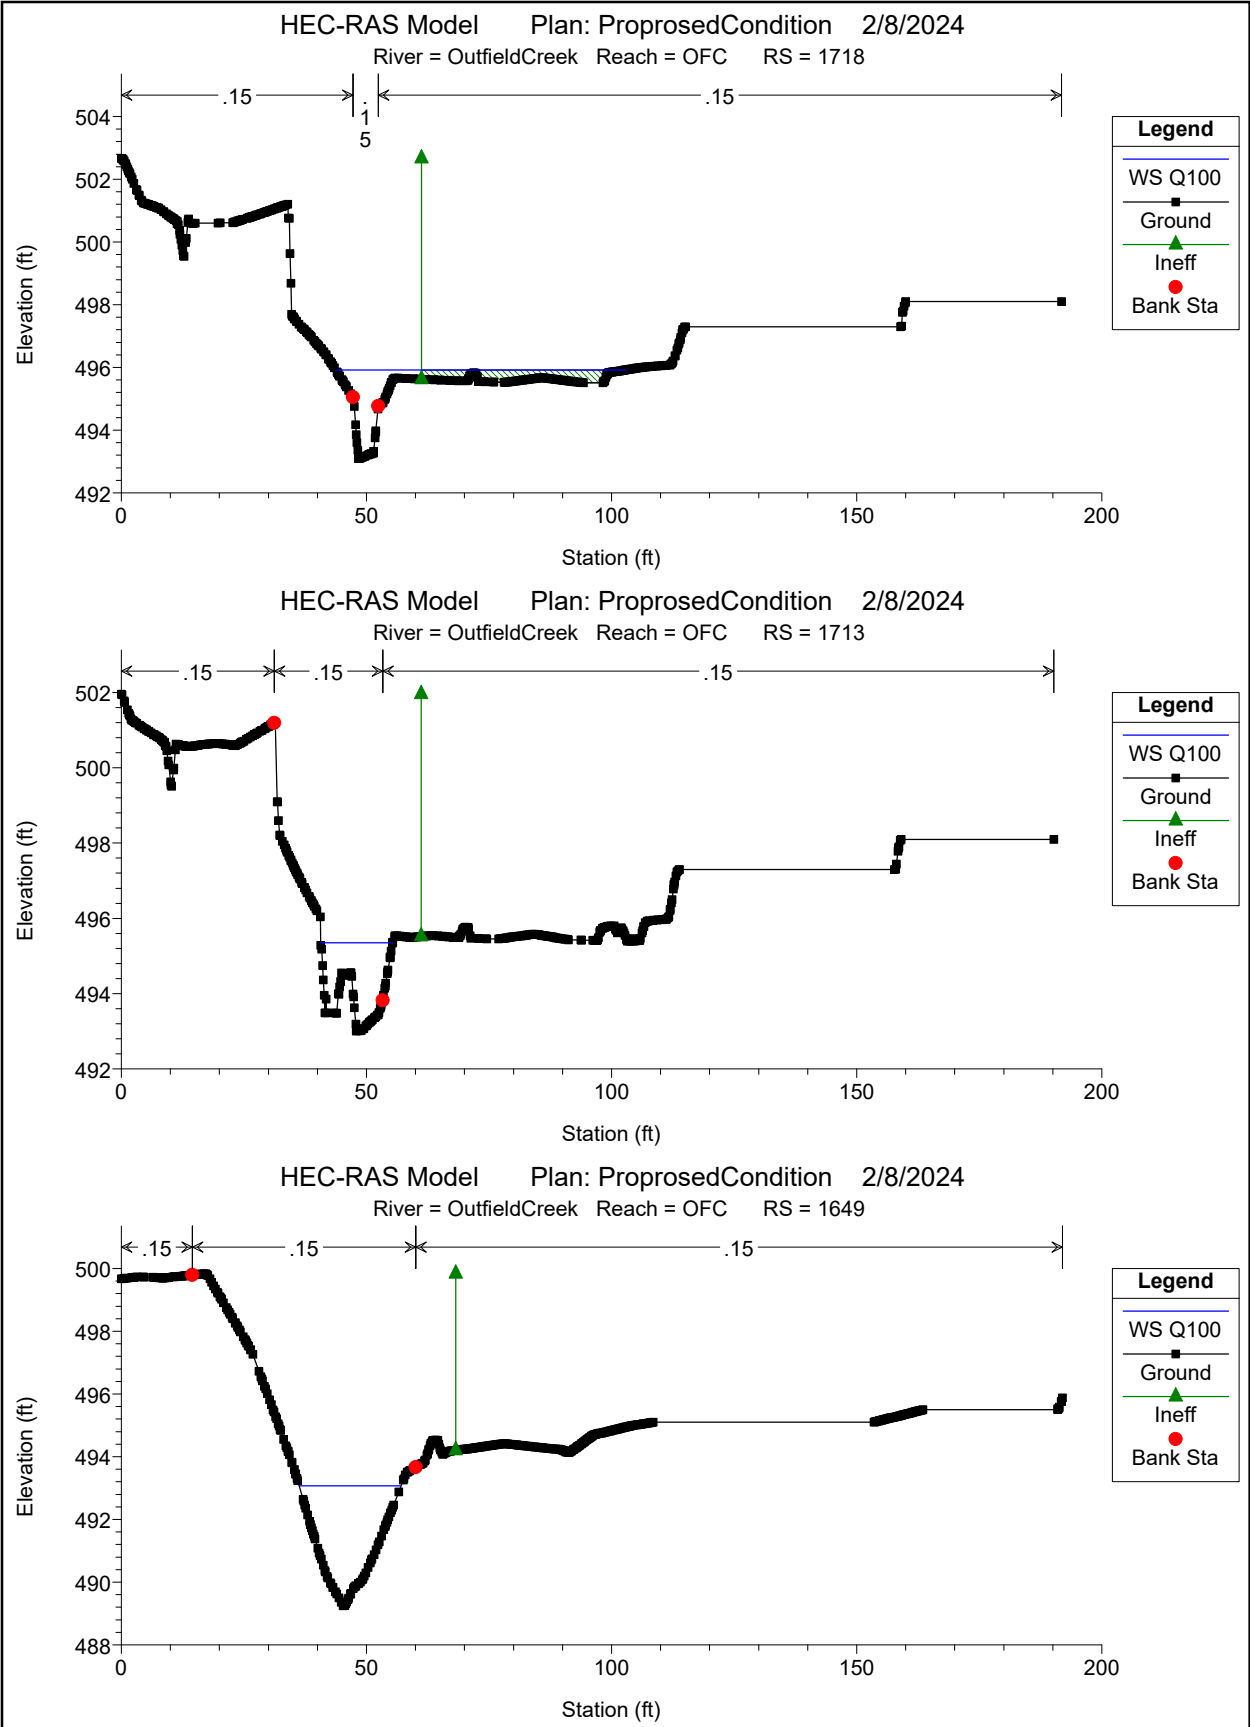 HEC-RAS Model Plan: ProprosedCondition 2/8/2024
River = OutfieldCreek Reach = OFC RS = 1718
.15
.15
.15
504
502
500
498
496
494
492
Elevation (ft)
0 50 100 150 200
Station (ft)
Legend
WS Q100
Ground
Ineff
Bank Sta
HEC-RAS Model Plan: ProprosedCondition 2/8/2024
River = OutfieldCreek Reach = OFC RS = 1713
.15 .15 .15
502
500
498
496
494
492
Elevation (ft)
0 50 100 150 200
Station (ft)
Legend
WS Q100
Ground
Ineff
Bank Sta
HEC-RAS Model Plan: ProprosedCondition 2/8/2024
River = OutfieldCreek Reach = OFC RS = 1649
.15 .15 .15
500
498
496
494
492
490
488
Elevation (ft)
0 50 100 150 200
Station (ft)
Legend
WS Q100
Ground
Ineff
Bank Sta